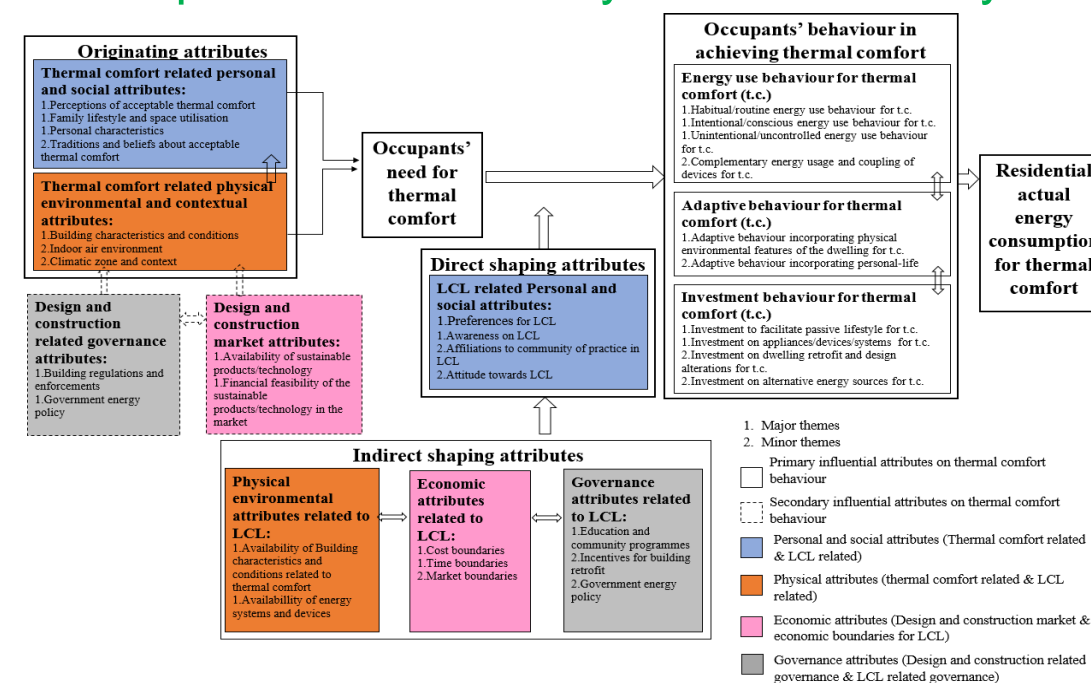 Originating attributes
Thermal comfort related personal
and social attributes:
1.Perceptions of acceptable thermal comfort
1.Family lifestyle and space utilisation
1.Personal characteristics
2.Traditions and beliefs about acceptable
thermal comfort
Thermal comfort related physical
environmental and contextual
attributes:
1.Building characteristics and conditions
2.Indoor air environment
2.Climatic zone and context
Design and
construction
related governance
attributes:
1.Building regulations and
enforcements
1.Government energy
policy
Design and
construction
market attributes:
1.Availability of sustainable
products/technology
1.Financial feasibility of the
sustainable
products/technology in the
market
Occupants'
need for
thermal
comfort
Direct shaping attributes
LCL related Personal and
social attributes:
1.Preferences for LCL
1.Awareness on LCL
2.Affiliations to community of practice in
LCL
2.Attitude towards LCL
Indirect shaping attributes
Physical
environmental
attributes related to
LCL:
1.Availability of Building
characteristics and
conditions related to
thermal comfort
1.Availability of energy
systems and devices
Economic
attributes
related to
LCL:
1.Cost boundaries
1.Time boundaries
2.Market boundaries
Governance
attributes related
to LCL:
1.Education and
community programmes
2.Incentives for building
retrofit
2.Government energy
policy
Occupants' behaviour in
achieving thermal comfort
Energy use behaviour for thermal
comfort (t.c.)
1.Habitual/routine energy use behaviour for t.c.
1.Intentional/conscious energy use behaviour for t.c.
1.Unintentional/uncontrolled energy use behaviour
for t.c.
2.Complementary energy usage and coupling of
devices for t.c.
Adaptive behaviour for thermal
comfort (t.c.)
1.Adaptive behaviour incorporating physical
environmental features of the dwelling for t.c.
2.Adaptive behaviour incorporating personal-life
Investment behaviour for thermal
comfort (t.c.)
1.Investment to facilitate passive lifestyle for t.c.
1.Investment on appliances/devices/systems for t.c.
2.Investment on dwelling retrofit and design
alterations for t.c.
2.Investment on alternative energy sources for t.c.
Residential
actual
energy
consumption
for thermal
comfort
1. Major themes
2. Minor themes
Primary influential attributes on thermal comfort
behaviour
Secondary influential attributes on thermal comfort
behaviour
Personal and social attributes (Thermal comfort related
& LCL related)
Physical attributes (thermal comfort related & LCL
related)
Economic attributes (Design and construction market &
economic boundaries for LCL)
Governance attributes (Design and construction related
governance & LCL related governance)